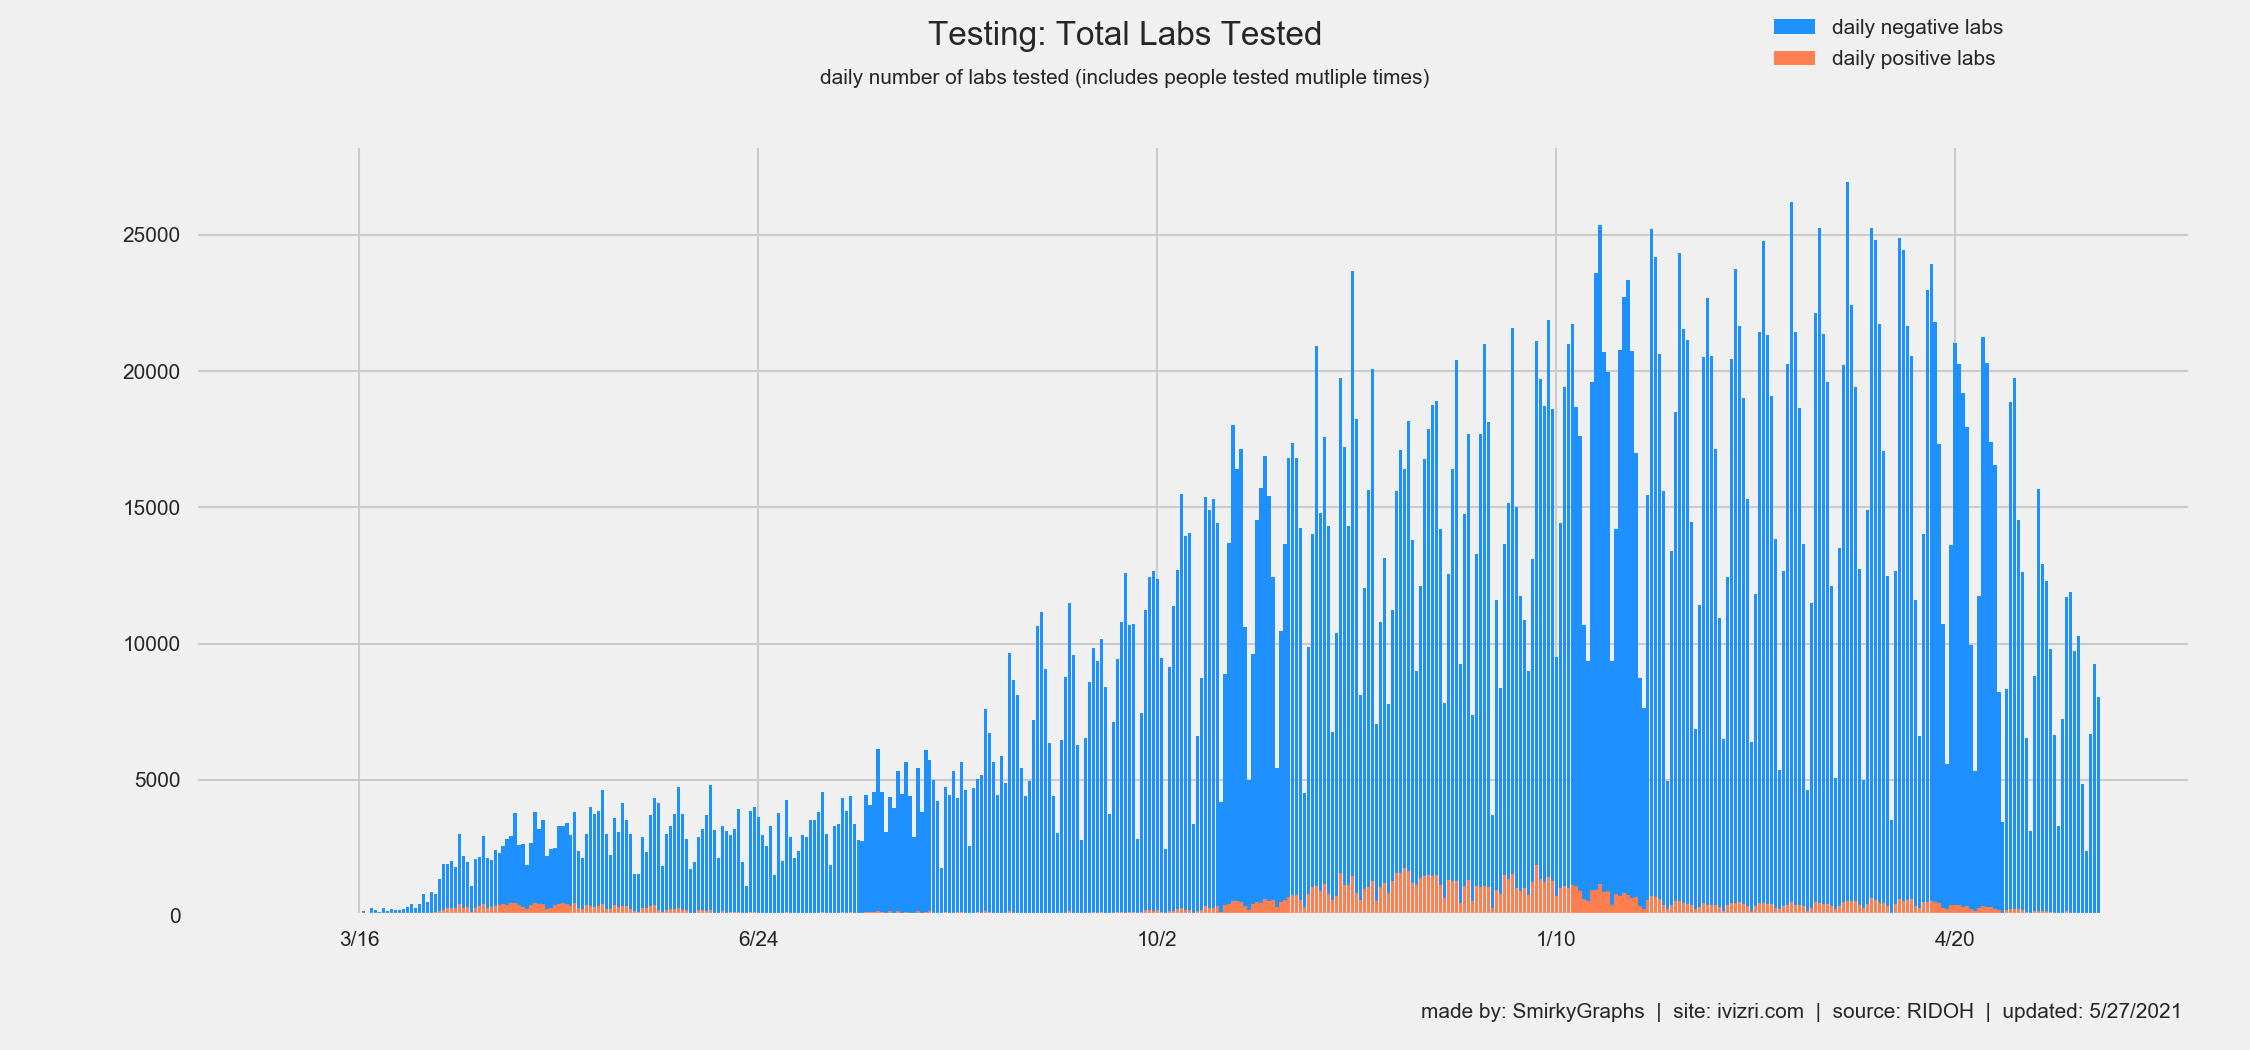 Testing: Total Labs Tested
daily number of labs tested (includes people tested mutliple times)
daily negative labs
daily positive labs
25000
20000
15000
10000
5000
0
3/16 6/24 10/2 1/10 4/20
made by: SmirkyGraphs | site: ivizri.com | source: RIDOH | updated: 5/27/2021